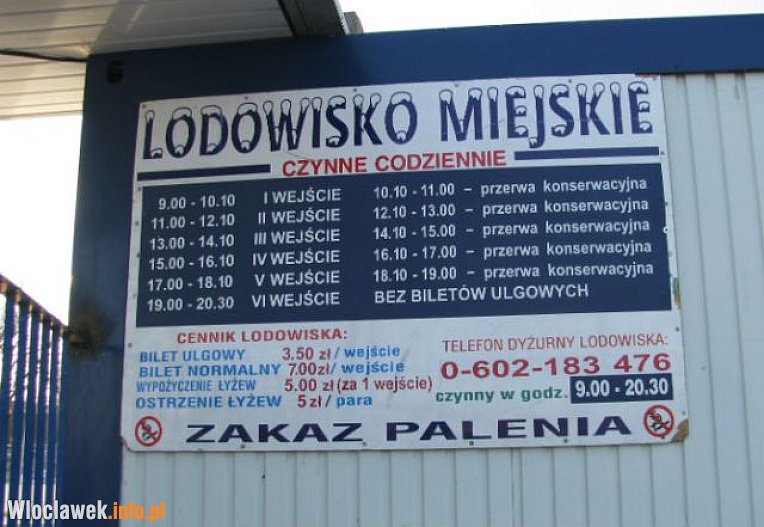 LODOWISKO MIEJSKIE
CZYNNE CODZIENNIE
9.00 - 10.10 I WEJŚCIE 10.10 - 11.00 – przerwa konserwacyjna
11.00 - 12.10 II WEJŚCIE 12.10 - 13.00 – przerwa konserwacyjna
13.00 - 14.10 III WEJŚCIE 14.10 - 15.00 – przerwa konserwacyjna
15.00 - 16.10 IV WEJŚCIE 16.10 - 17.00 – przerwa konserwacyjna
17.00 - 18.10 V WEJŚCIE 18.10 - 19.00 – przerwa konserwacyjna
19.00 - 20.30 VI WEJŚCIE BEZ BILETÓW ULGOWYCH
CENNIK LODOWISKA:
BILET ULGOWY 3.50 zł / wejście
BILET NORMALNY 7.00zł / wejście
WYPOŻYCZENIE ŁYŻEW 5.00 zł (za 1 wejście)
OSTRZENIE ŁYŻEW 5 zł / para
TELEFON DYŻURNY LODOWISKA:
0-602-183 476
czynny w godz. 9.00 - 20.30
ZAKAZ PALENIA
Wloclawek.info.pl